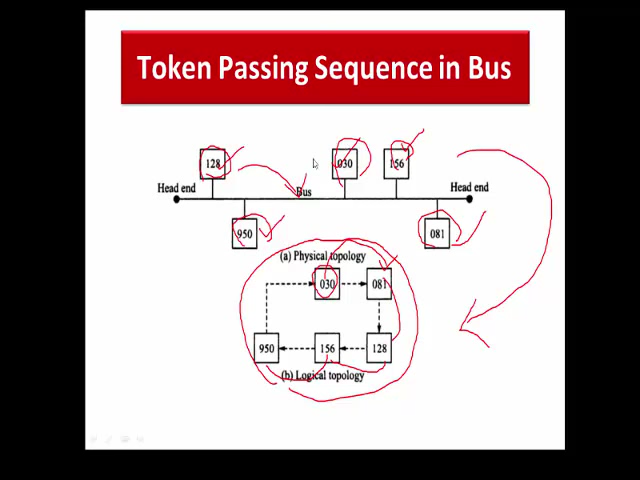 Token Passing Sequence in Bus
128
030
156
Head end
Bus
Head end
950
081
(a) Physical topology
030
081
950
156
128
(b) Logical topology